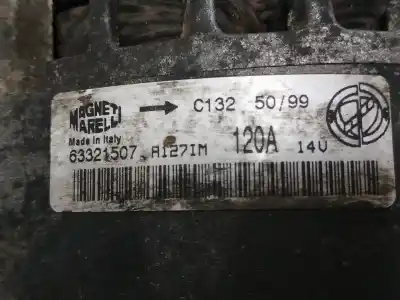 MAGNETI MARELLI
Made in Italy
C132 50/99
63321507 A127IM 120A 14V